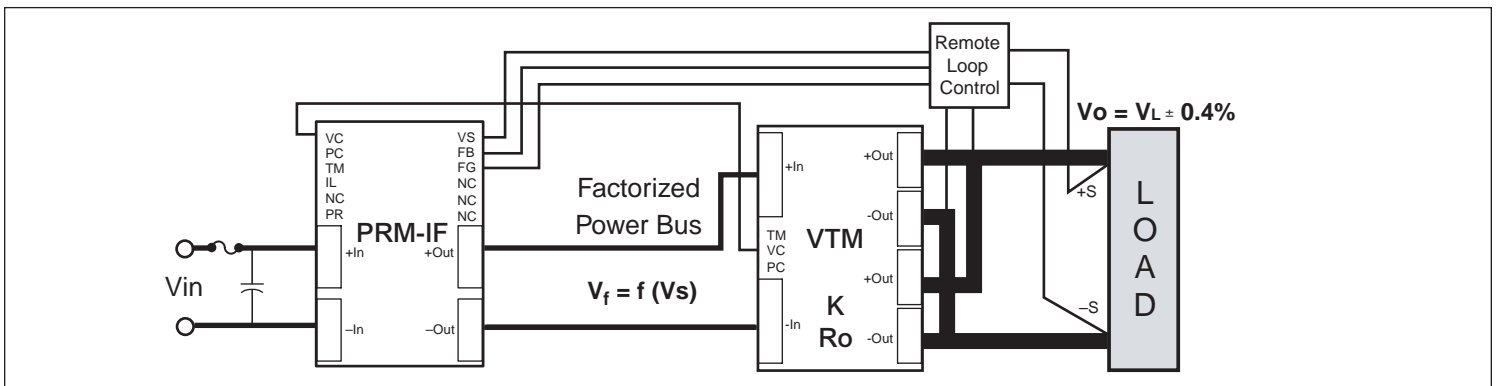 Remote
Loop
Control
Vo = VL ± 0.4%
VC
PC
TM
IL
NC
PR
VS
FB
FG
NC
NC
NC
PRM-IF
+In
+Out
–In
–Out
Vin
Factorized
Power Bus
Vf = f (Vs)
+In
TM
VC
PC
-In
VTM
K
Ro
+Out
-Out
+Out
-Out
+S
–S
L
O
A
D